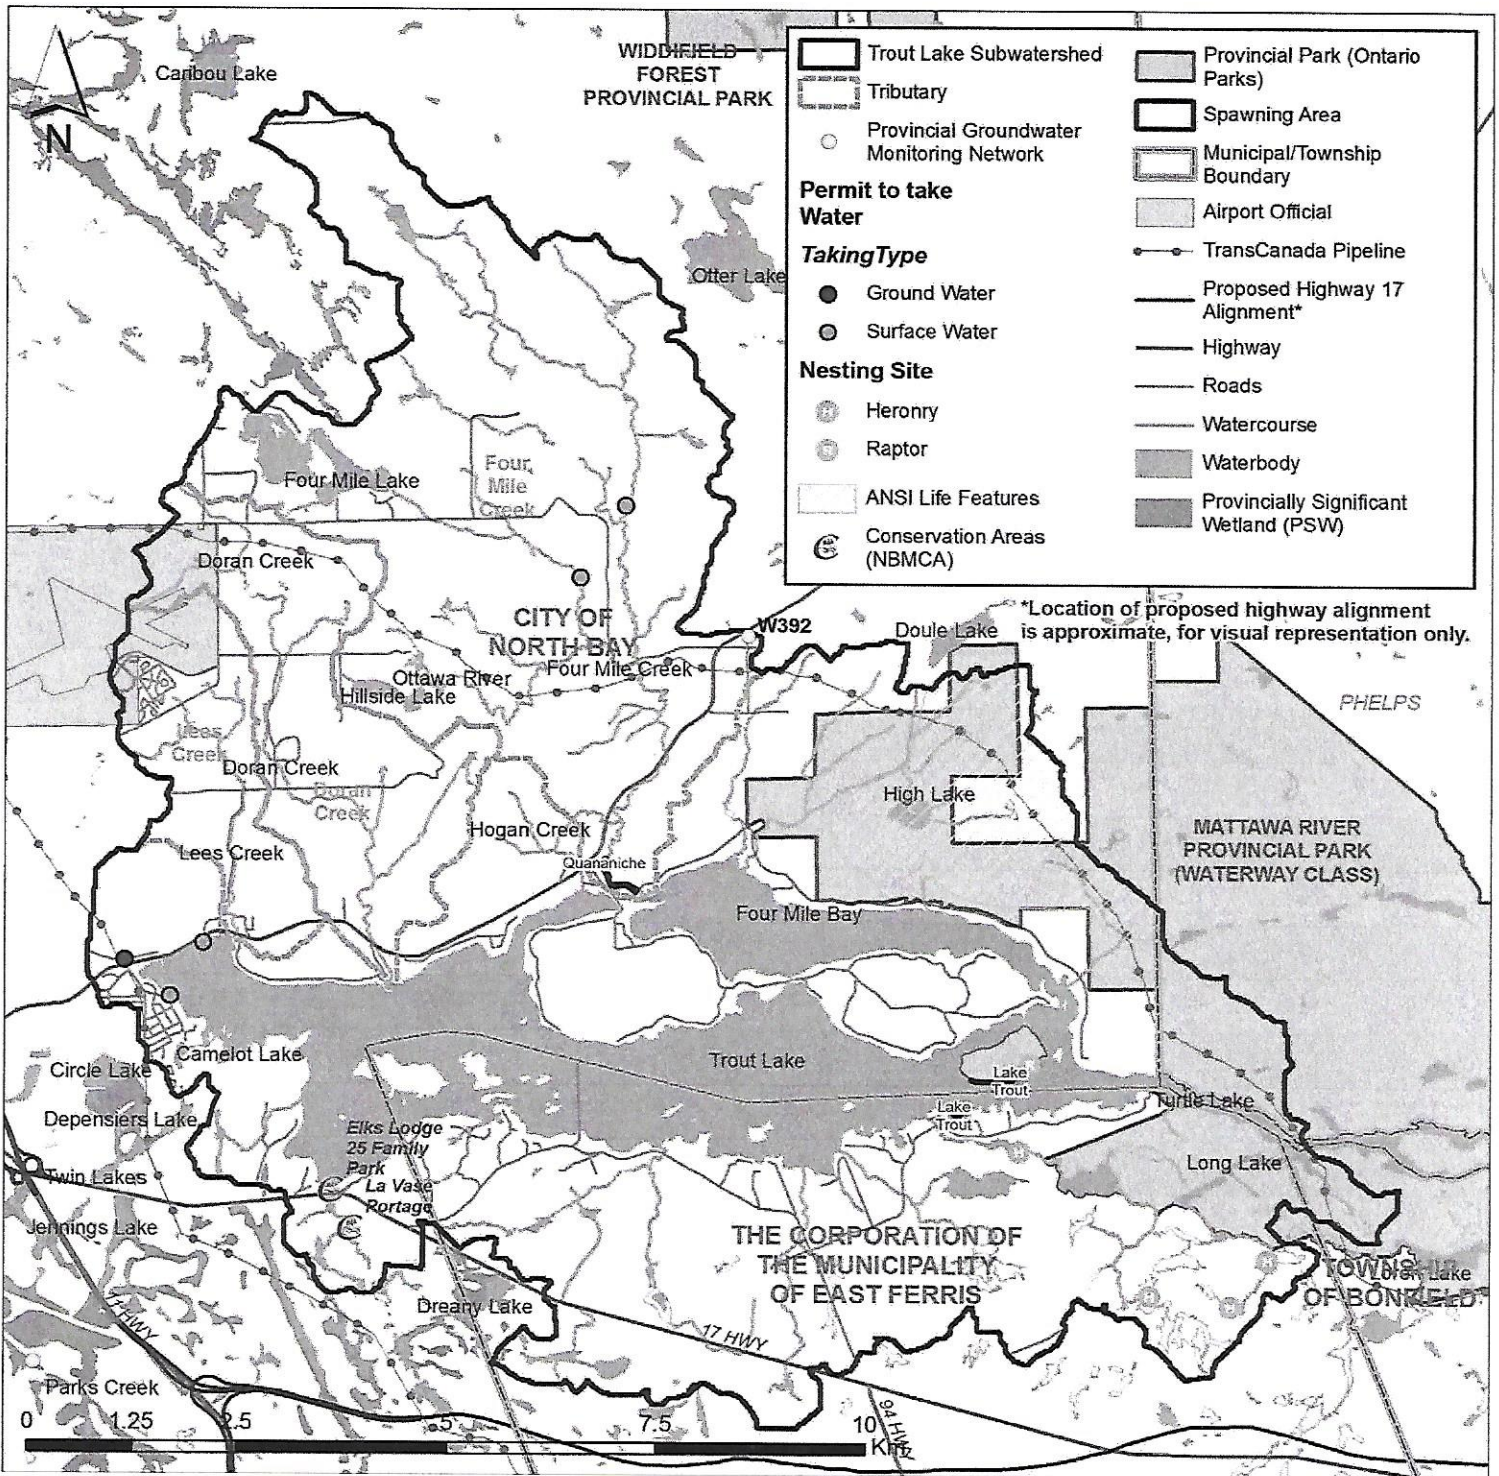 Caribou Lake
N
WIDDIFIELD
FOREST
PROVINCIAL PARK
Otter Lake
Trout Lake Subwatershed
Tributary
Provincial Groundwater
Monitoring Network
Permit to take
Water
TakingType
Ground Water
Surface Water
Nesting Site
Heronry
Raptor
ANSI Life Features
Conservation Areas
(NBMCA)
Provincial Park (Ontario
Parks)
Spawning Area
Municipal/Township
Boundary
Airport Official
TransCanada Pipeline
Proposed Highway 17
Alignment*
Highway
Roads
Watercourse
Waterbody
Provincially Significant
Wetland (PSW)
*Location of proposed highway alignment
is approximate, for visual representation only.
Four Mile Lake
Four
Mile
Creek
Doran Creek
CITY OF
NORTH BAY
W392
Doule Lake
Ottawa River
Four Mile Creek
Hillside Lake
PHELPS
Lees
Creek
Doran Creek
Doran
Creek
High Lake
Hogan Creek
Lees Creek
Quananiche
MATTAWA RIVER
PROVINCIAL PARK
(WATERWAY CLASS)
Four Mile Bay
Camelot Lake
Circle Lake
Trout Lake
Lake
Trout
Lake
Trout
Turtle Lake
Depensiers Lake
Elks Lodge
25 Family
Park
La Vase
Portage
Twin Lakes
Long Lake
Jennings Lake
THE CORPORATION OF
THE MUNICIPALITY
OF EAST FERRIS
TOWNSHIP
OF BONFIELD
Loren Lake
Dreany Lake
HWY
17 HWY
94 HWY
Parks Creek
0 1.25 2.5 5 7.5 10
Km